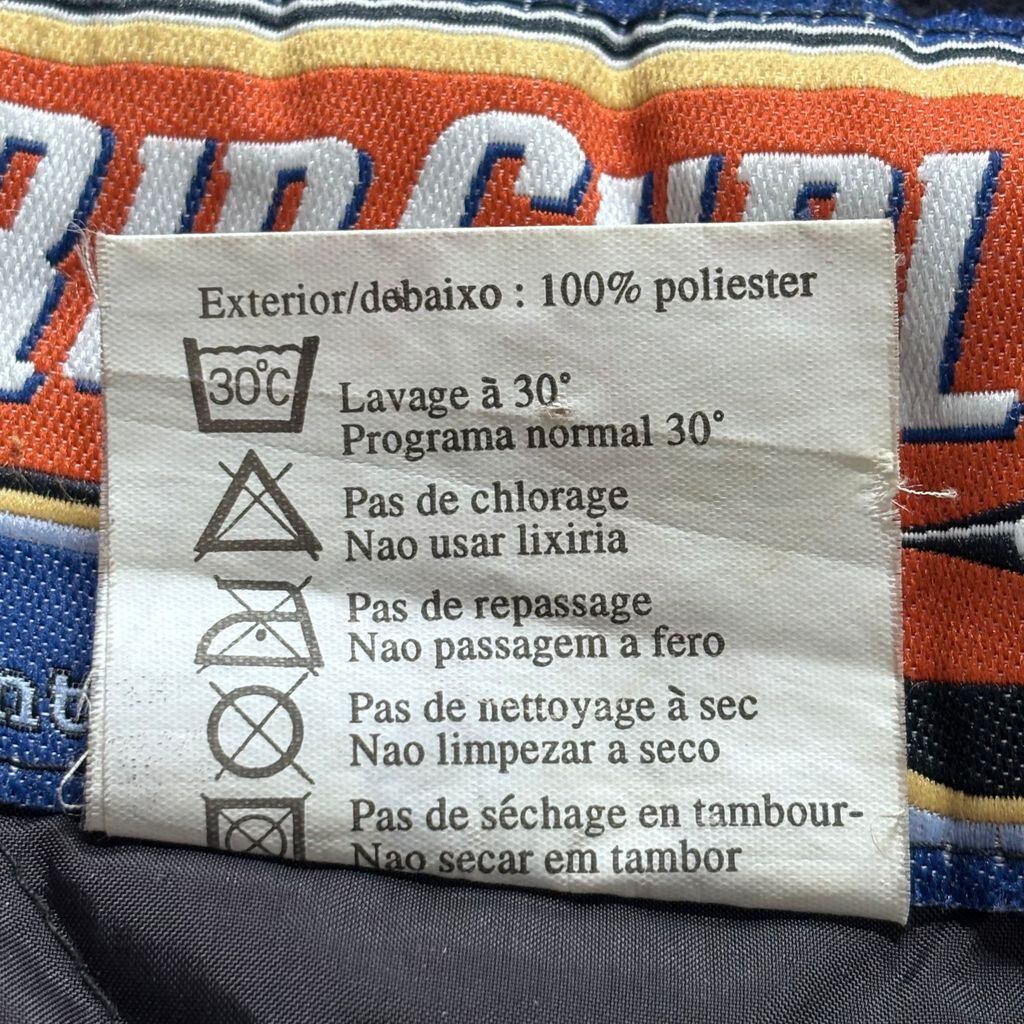 RIP CURL
Exterior/debaixo : 100% poliester
30°C
Lavage à 30°
Programa normal 30°
Pas de chlorage
Nao usar lixiria
Pas de repassage
Nao passagem a fero
Pas de nettoyage à sec
Nao limpezar a seco
Pas de séchage en tambour-
Nao secar em tambor